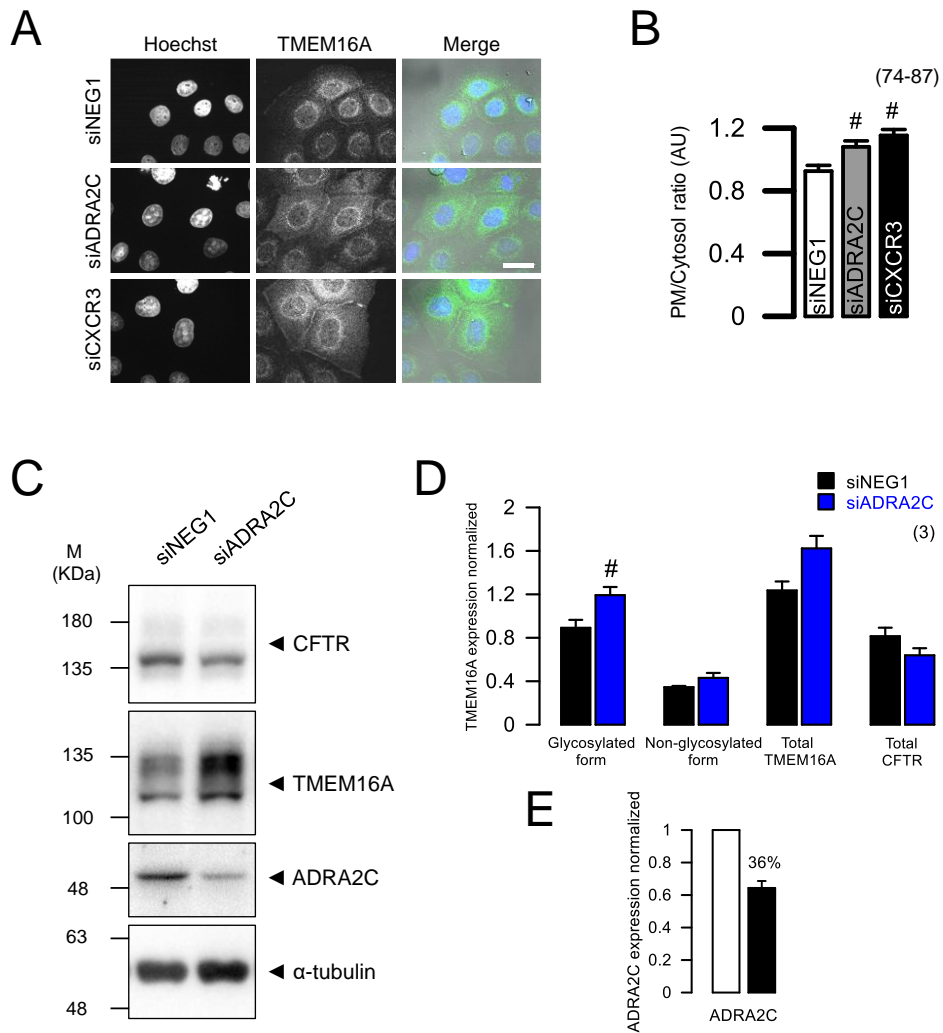 A
Hoechst
TMEM16A
Merge
siNEG1
siADRA2C
siCXCR3
B
(74-87)
PM/Cytosol ratio (AU)
1.2
0.8
0.4
0
#
#
siNEG1
siADRA2C
siCXCR3
C
siNEG1
siADRA2C
M
(KDa)
180
135
CFTR
135
100
TMEM16A
48
ADRA2C
63
48
α-tubulin
D
siNEG1
siADRA2C
(3)
TMEM16A expression normalized
2
1.6
1.2
0.8
0.4
0
#
Glycosylated
form
Non-glycosylated
form
Total
TMEM16A
Total
CFTR
E
ADRA2C expression normalized
1
0.8
0.6
0.4
0.2
0
36%
ADRA2C